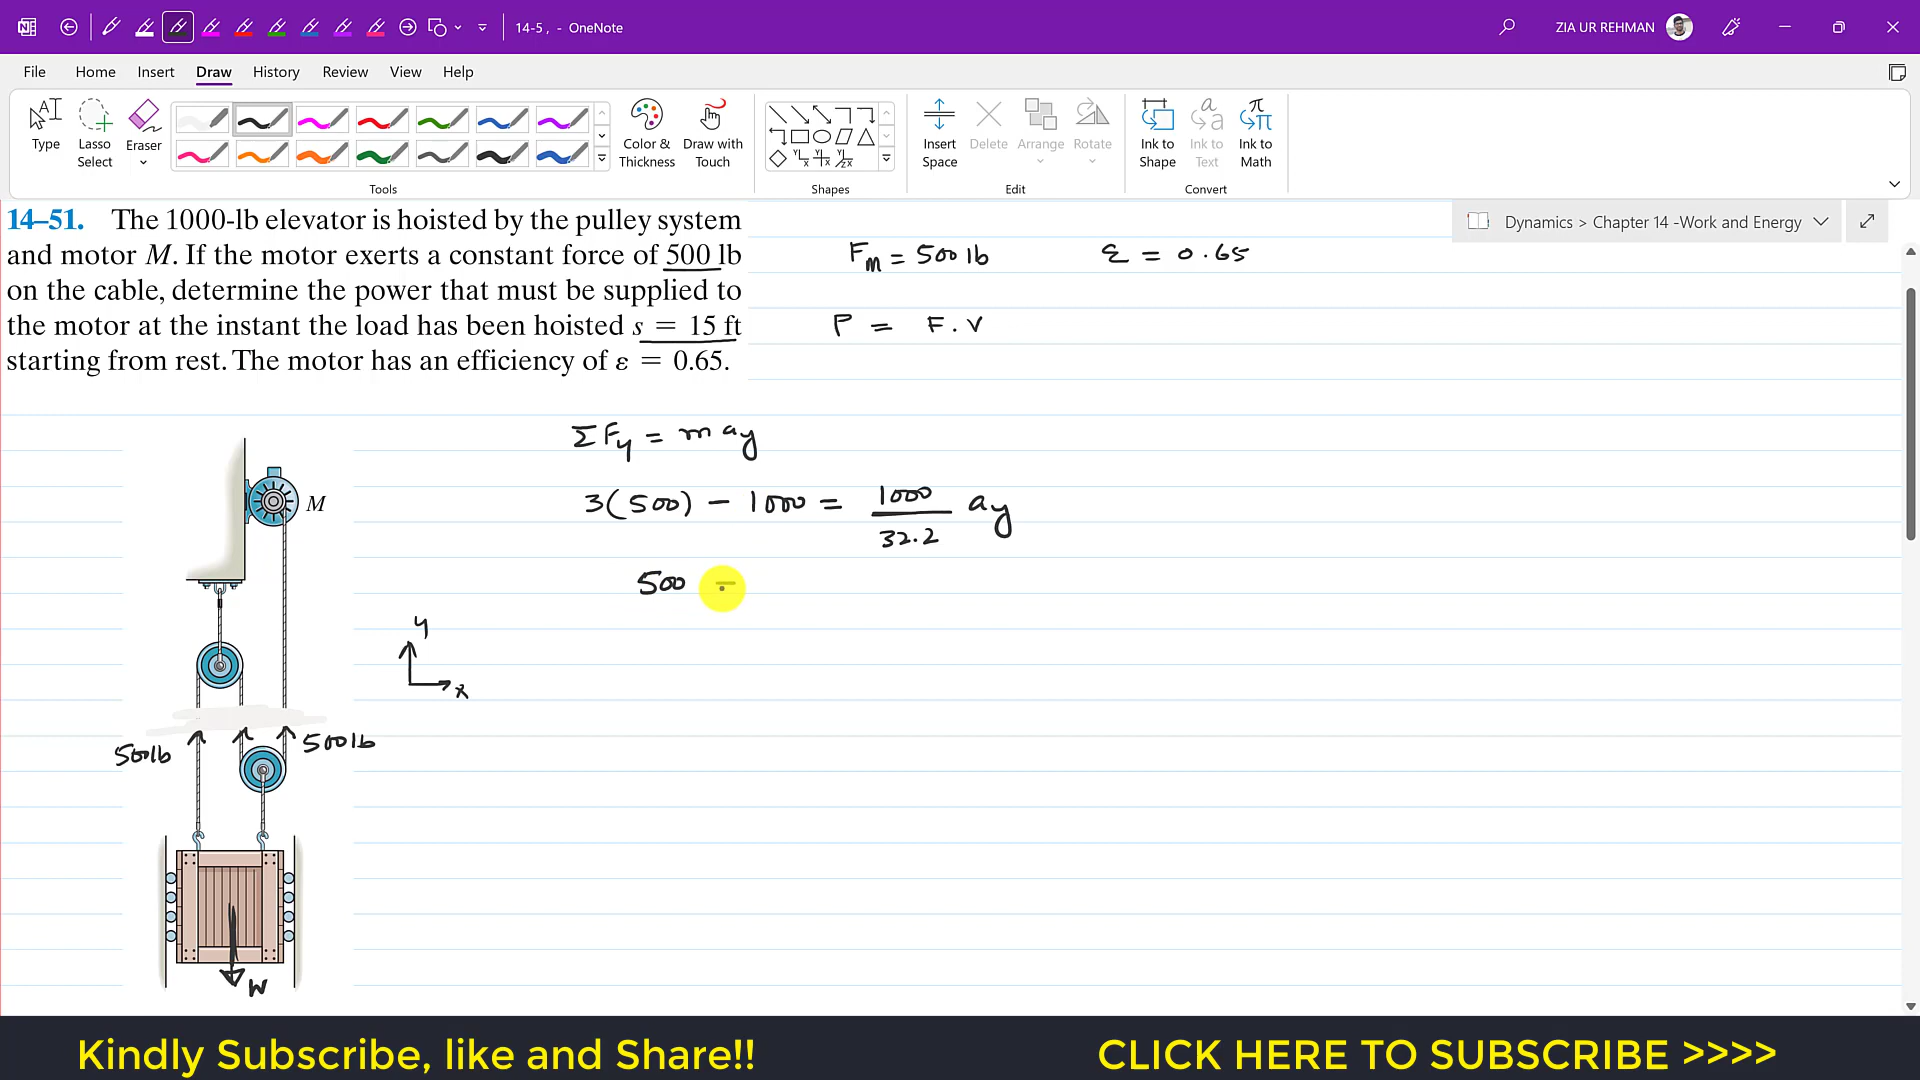 14-5 , - OneNote
ZIA UR REHMAN
File Home Insert Draw History Review View Help
Type
Lasso Select
Eraser
Color & Thickness
Draw with Touch
Insert Space
Delete
Arrange
Rotate
Ink to Shape
Ink to Text
Ink to Math
Tools
Shapes
Edit
Convert
Dynamics > Chapter 14 -Work and Energy
14–51. The 1000-lb elevator is hoisted by the pulley system
and motor M. If the motor exerts a constant force of 500 lb
on the cable, determine the power that must be supplied to
the motor at the instant the load has been hoisted s = 15 ft
starting from rest. The motor has an efficiency of ε = 0.65.
Fm = 500 lb
ε = 0.65
P = F . V
ΣFy = m ay
3(500) − 1000 = 1000/32.2 ay
500 =
M
y
x
500lb
500lb
W
Kindly Subscribe, like and Share!!
CLICK HERE TO SUBSCRIBE >>>>